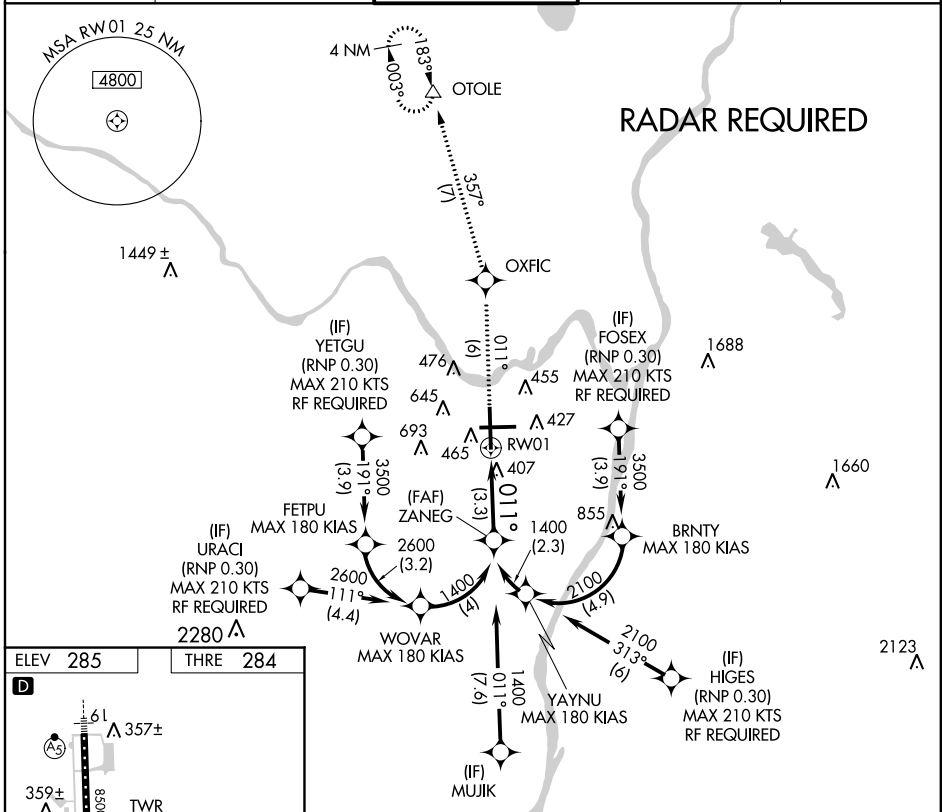 MSA RW01 25 NM
4800
4 NM
183°
003°
OTOLE
RADAR REQUIRED
357°
(7)
1449 ±
OXFIC
011°
(6)
(IF)
YETGU
(RNP 0.30)
MAX 210 KTS
RF REQUIRED
(IF)
FOSEX
(RNP 0.30)
MAX 210 KTS
RF REQUIRED
1688
476
455
645
427
693
465
RW01
407
1660
3500
191°
(3.9)
3500
191°
(3.9)
011°
(3.3)
(FAF)
ZANEG
855
FETPU
MAX 180 KIAS
BRNTY
MAX 180 KIAS
1400
(2.3)
2600
(3.2)
(IF)
URACI
(RNP 0.30)
MAX 210 KTS
RF REQUIRED
2600
111°
(4.4)
1400
(4)
2100
(4.9)
2280
WOVAR
MAX 180 KIAS
2100
313°
(6)
2123
1400
011°
(7.6)
YAYNU
MAX 180 KIAS
(IF)
HIGES
(RNP 0.30)
MAX 210 KTS
RF REQUIRED
(IF)
MUJIK
ELEV 285
THRE 284
D
19
357±
A5
359±
TWR